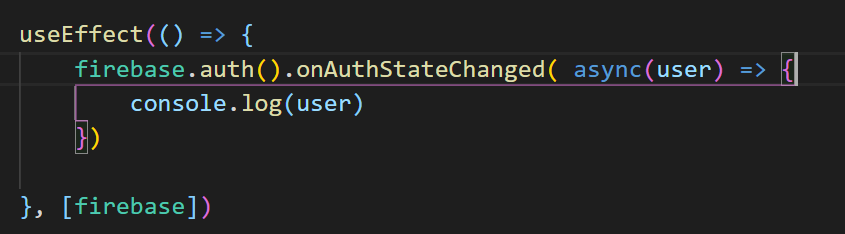 useEffect(() => {
firebase.auth().onAuthStateChanged( async(user) => {
console.log(user)
})
}, [firebase])